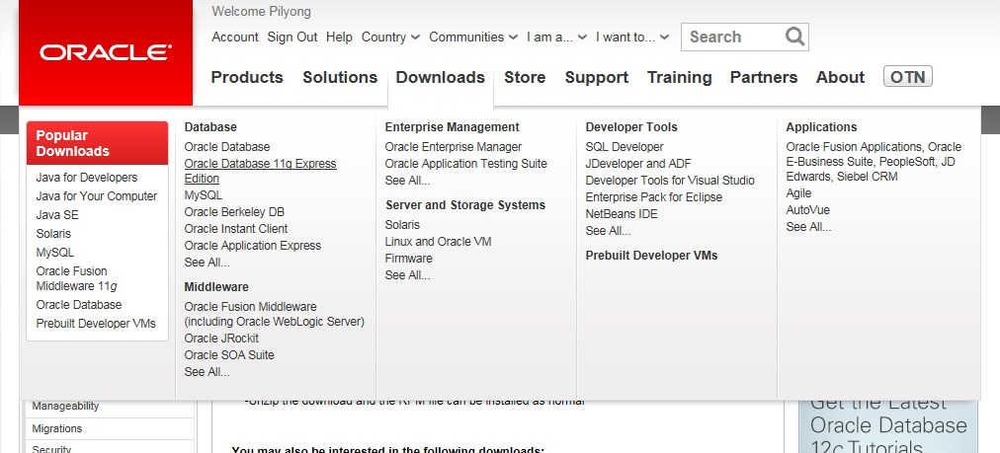 Welcome Pilyong
ORACLE®
Account Sign Out Help Country Communities I am a... I want to... Search
Products Solutions Downloads Store Support Training Partners About OTN
Popular
Downloads
Java for Developers
Java for Your Computer
Java SE
Solaris
MySQL
Oracle Fusion
Middleware 11g
Oracle Database
Prebuilt Developer VMs
Database
Oracle Database
Oracle Database 11g Express
Edition
MySQL
Oracle Berkeley DB
Oracle Instant Client
Oracle Application Express
See All...
Middleware
Oracle Fusion Middleware
(including Oracle WebLogic Server)
Oracle JRockit
Oracle SOA Suite
See All...
Enterprise Management
Oracle Enterprise Manager
Oracle Application Testing Suite
See All...
Server and Storage Systems
Solaris
Linux and Oracle VM
Firmware
See All...
Developer Tools
SQL Developer
JDeveloper and ADF
Developer Tools for Visual Studio
Enterprise Pack for Eclipse
NetBeans IDE
See All...
Prebuilt Developer VMs
Applications
Oracle Fusion Applications, Oracle
E-Business Suite, PeopleSoft, JD
Edwards, Siebel CRM
Agile
AutoVue
See All...
Manageability
Migrations
Security
-Unzip the download and the RPM file can be installed as normal
You may also be interested in the following downloads:
Get the Latest
Oracle Database
12c Tutorials